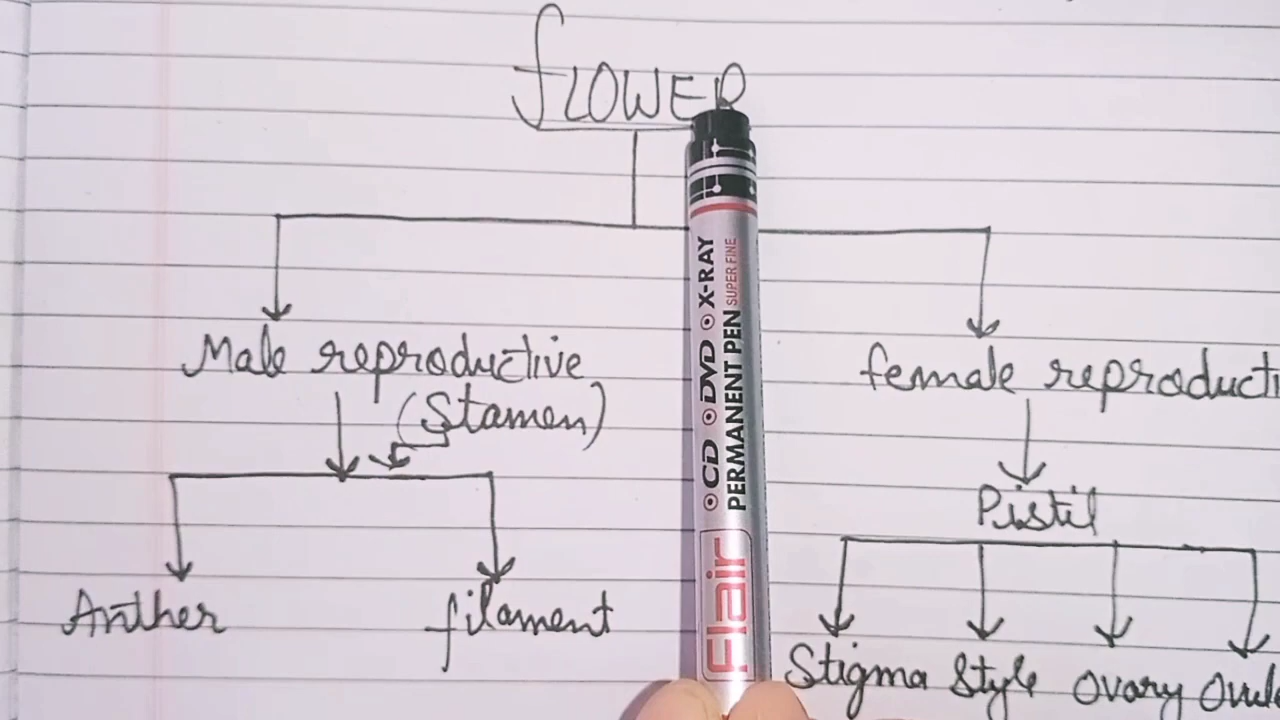 fLOWER
Male reproductive
(Stamen)
Anther
filament
female reproducti
Pistil
Stigma Style Ovary Ovul
CD DVD X-RAY
PERMANENT PEN SUPER FINE
Flair